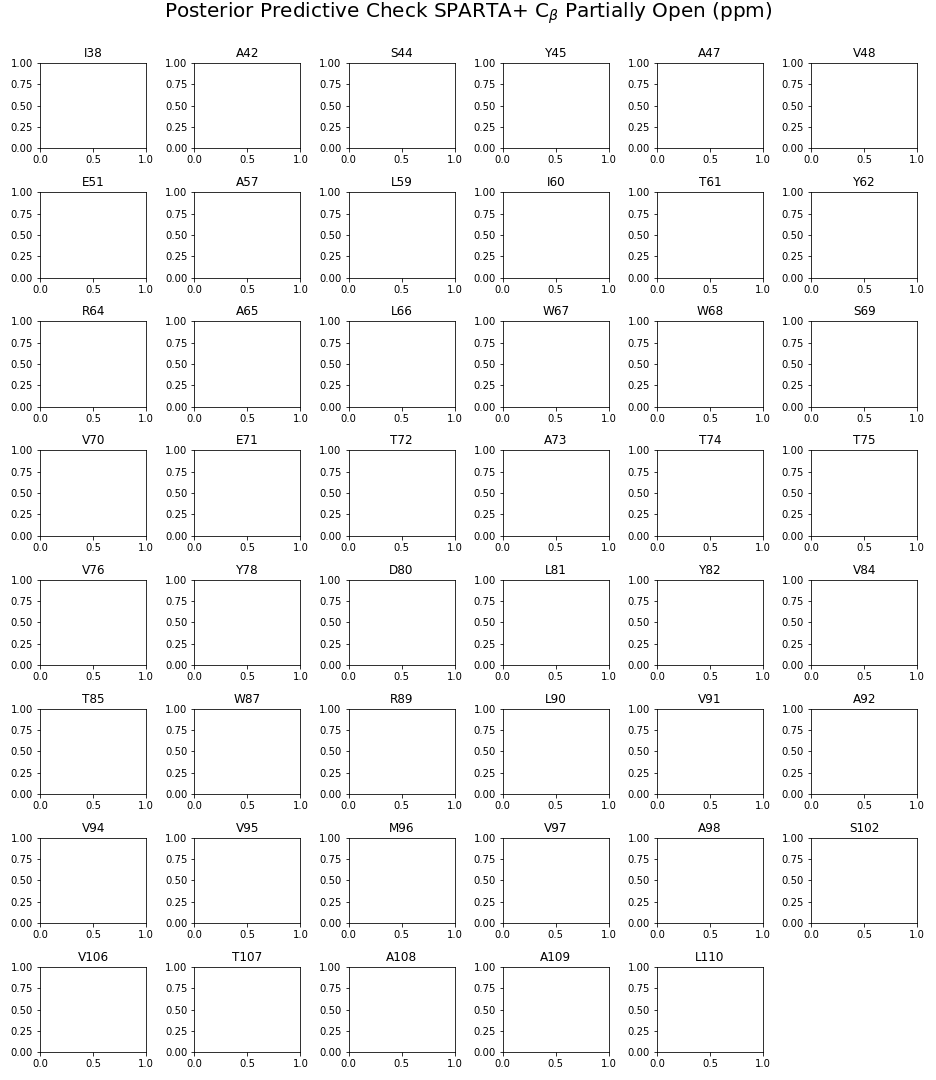 Posterior Predictive Check SPARTA+ Cβ Partially Open (ppm)
I38 A42 S44 Y45 A47 V48
1.00 1.00 1.00 1.00 1.00 1.00
0.75 0.75 0.75 0.75 0.75 0.75
0.50 0.50 0.50 0.50 0.50 0.50
0.25 0.25 0.25 0.25 0.25 0.25
0.00 0.00 0.00 0.00 0.00 0.00
0.0 0.5 1.0 0.0 0.5 1.0 0.0 0.5 1.0 0.0 0.5 1.0 0.0 0.5 1.0 0.0 0.5 1.0
E51 A57 L59 I60 T61 Y62
1.00 1.00 1.00 1.00 1.00 1.00
0.75 0.75 0.75 0.75 0.75 0.75
0.50 0.50 0.50 0.50 0.50 0.50
0.25 0.25 0.25 0.25 0.25 0.25
0.00 0.00 0.00 0.00 0.00 0.00
0.0 0.5 1.0 0.0 0.5 1.0 0.0 0.5 1.0 0.0 0.5 1.0 0.0 0.5 1.0 0.0 0.5 1.0
R64 A65 L66 W67 W68 S69
1.00 1.00 1.00 1.00 1.00 1.00
0.75 0.75 0.75 0.75 0.75 0.75
0.50 0.50 0.50 0.50 0.50 0.50
0.25 0.25 0.25 0.25 0.25 0.25
0.00 0.00 0.00 0.00 0.00 0.00
0.0 0.5 1.0 0.0 0.5 1.0 0.0 0.5 1.0 0.0 0.5 1.0 0.0 0.5 1.0 0.0 0.5 1.0
V70 E71 T72 A73 T74 T75
1.00 1.00 1.00 1.00 1.00 1.00
0.75 0.75 0.75 0.75 0.75 0.75
0.50 0.50 0.50 0.50 0.50 0.50
0.25 0.25 0.25 0.25 0.25 0.25
0.00 0.00 0.00 0.00 0.00 0.00
0.0 0.5 1.0 0.0 0.5 1.0 0.0 0.5 1.0 0.0 0.5 1.0 0.0 0.5 1.0 0.0 0.5 1.0
V76 Y78 D80 L81 Y82 V84
1.00 1.00 1.00 1.00 1.00 1.00
0.75 0.75 0.75 0.75 0.75 0.75
0.50 0.50 0.50 0.50 0.50 0.50
0.25 0.25 0.25 0.25 0.25 0.25
0.00 0.00 0.00 0.00 0.00 0.00
0.0 0.5 1.0 0.0 0.5 1.0 0.0 0.5 1.0 0.0 0.5 1.0 0.0 0.5 1.0 0.0 0.5 1.0
T85 W87 R89 L90 V91 A92
1.00 1.00 1.00 1.00 1.00 1.00
0.75 0.75 0.75 0.75 0.75 0.75
0.50 0.50 0.50 0.50 0.50 0.50
0.25 0.25 0.25 0.25 0.25 0.25
0.00 0.00 0.00 0.00 0.00 0.00
0.0 0.5 1.0 0.0 0.5 1.0 0.0 0.5 1.0 0.0 0.5 1.0 0.0 0.5 1.0 0.0 0.5 1.0
V94 V95 M96 V97 A98 S102
1.00 1.00 1.00 1.00 1.00 1.00
0.75 0.75 0.75 0.75 0.75 0.75
0.50 0.50 0.50 0.50 0.50 0.50
0.25 0.25 0.25 0.25 0.25 0.25
0.00 0.00 0.00 0.00 0.00 0.00
0.0 0.5 1.0 0.0 0.5 1.0 0.0 0.5 1.0 0.0 0.5 1.0 0.0 0.5 1.0 0.0 0.5 1.0
V106 T107 A108 A109 L110
1.00 1.00 1.00 1.00 1.00
0.75 0.75 0.75 0.75 0.75
0.50 0.50 0.50 0.50 0.50
0.25 0.25 0.25 0.25 0.25
0.00 0.00 0.00 0.00 0.00
0.0 0.5 1.0 0.0 0.5 1.0 0.0 0.5 1.0 0.0 0.5 1.0 0.0 0.5 1.0